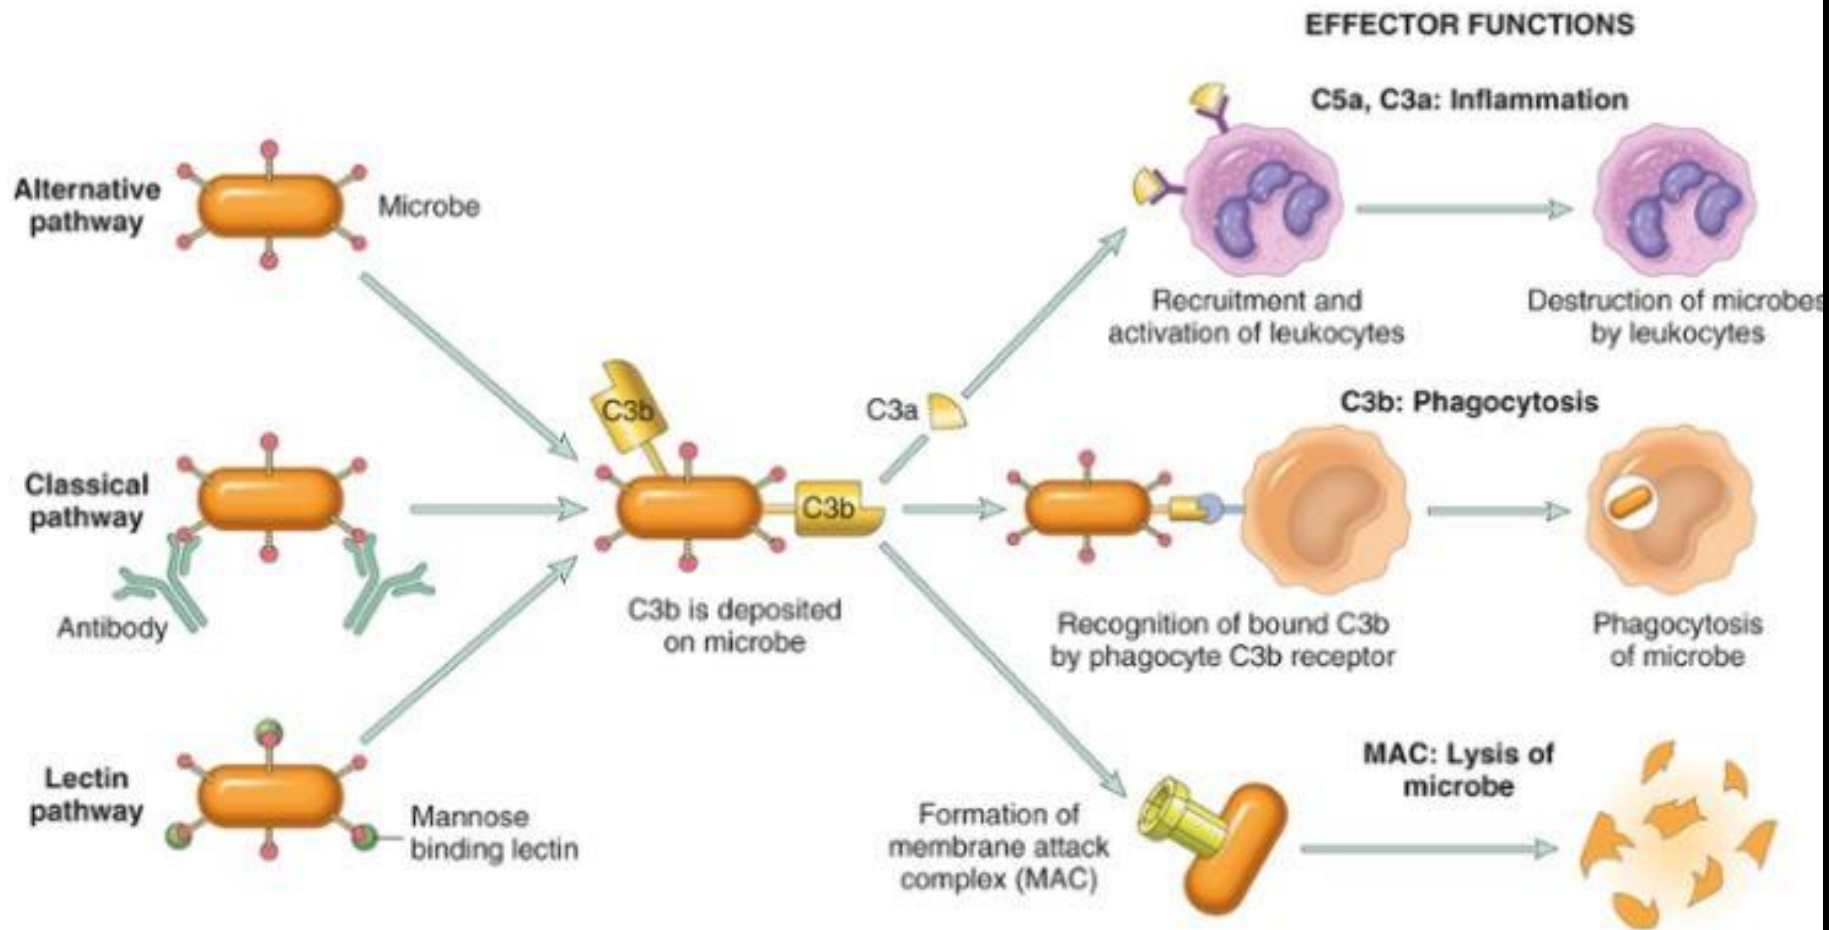 EFFECTOR FUNCTIONS
C5a, C3a: Inflammation
Alternative
pathway
Microbe
Recruitment and
activation of leukocytes
Destruction of microbes
by leukocytes
C3b
C3a
C3b: Phagocytosis
Classical
pathway
C3b
Antibody
C3b is deposited
on microbe
Recognition of bound C3b
by phagocyte C3b receptor
Phagocytosis
of microbe
Lectin
pathway
Mannose
binding lectin
Formation of
membrane attack
complex (MAC)
MAC: Lysis of
microbe